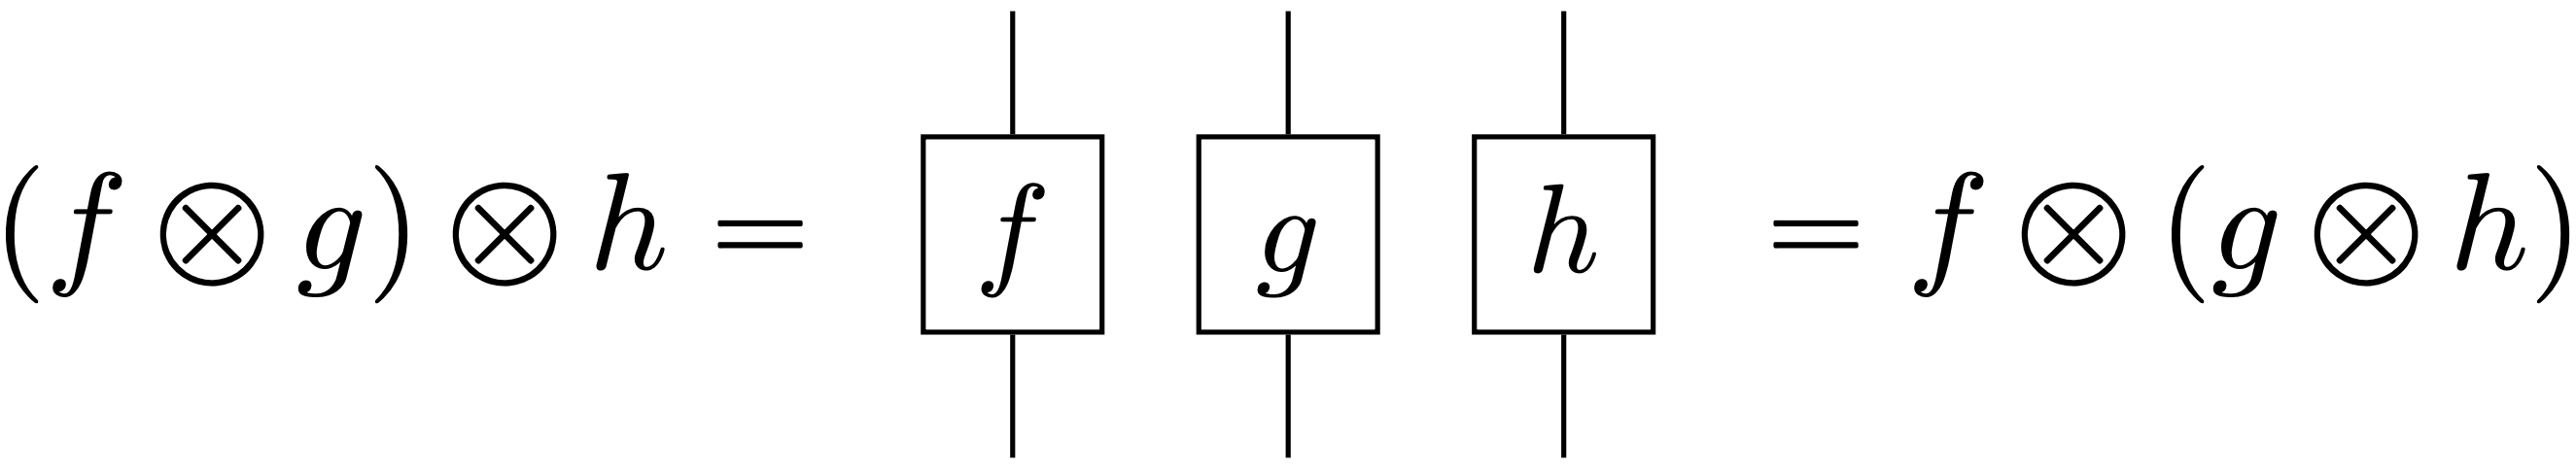 (f ⊗ g) ⊗ h = f g h = f ⊗ (g ⊗ h)